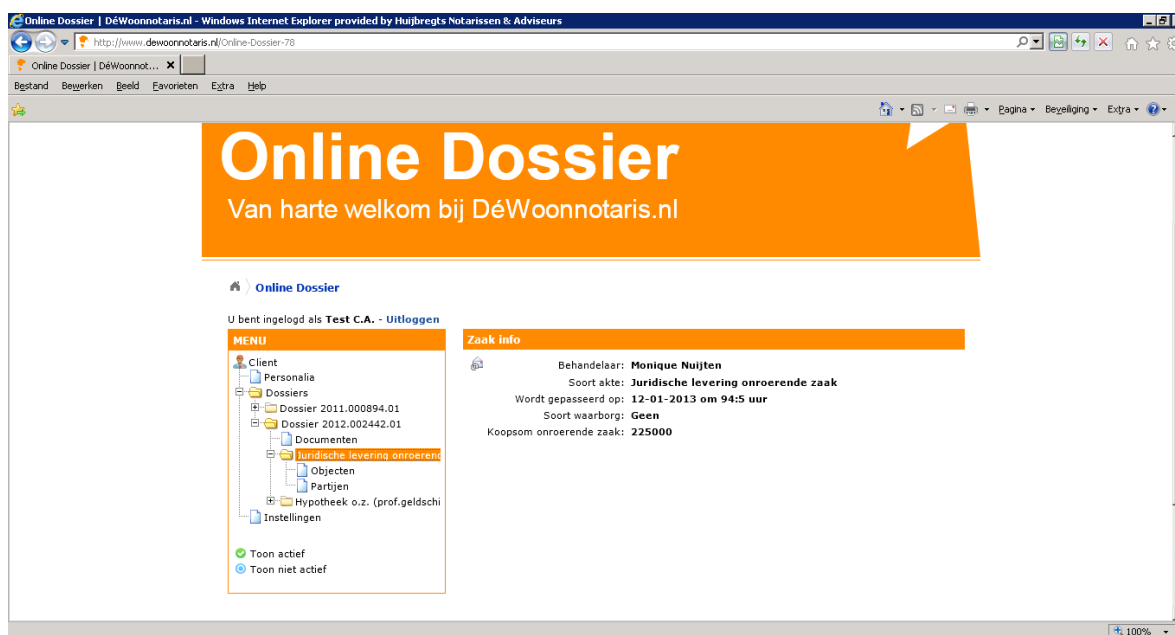 Online Dossier | DéWoonnotaris.nl - Windows Internet Explorer provided by Huijbregts Notarissen & Adviseurs
http://www.dewoonnotaris.nl/Online-Dossier-78
Online Dossier | DéWoonnot...
Bestand Bewerken Beeld Favorieten Extra Help
Pagina Beveiliging Extra
Online Dossier
Van harte welkom bij DéWoonnotaris.nl
Online Dossier
U bent ingelogd als Test C.A. - Uitloggen
MENU
Client
Personalia
Dossiers
Dossier 2011.000894.01
Dossier 2012.002442.01
Documenten
Juridische levering onroerend
Objecten
Partijen
Hypotheek o.z. (prof.geldschi
Instellingen
Toon actief
Toon niet actief
Zaak info
Behandelaar: Monique Nuijten
Soort akte: Juridische levering onroerende zaak
Wordt gepasseerd op: 12-01-2013 om 94:5 uur
Soort waarborg: Geen
Koopsom onroerende zaak: 225000
100%